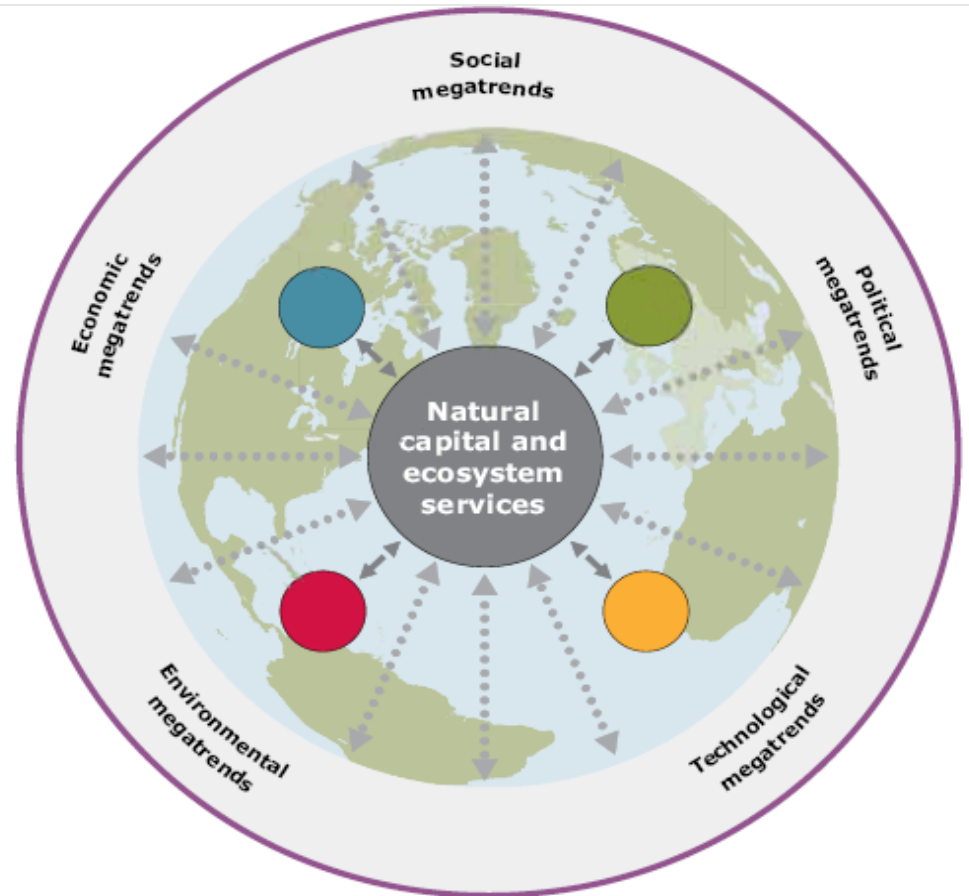 Social
megatrends
Economic
megatrends
Political
megatrends
Natural
capital and
ecosystem
services
Environmental
megatrends
Technological
megatrends